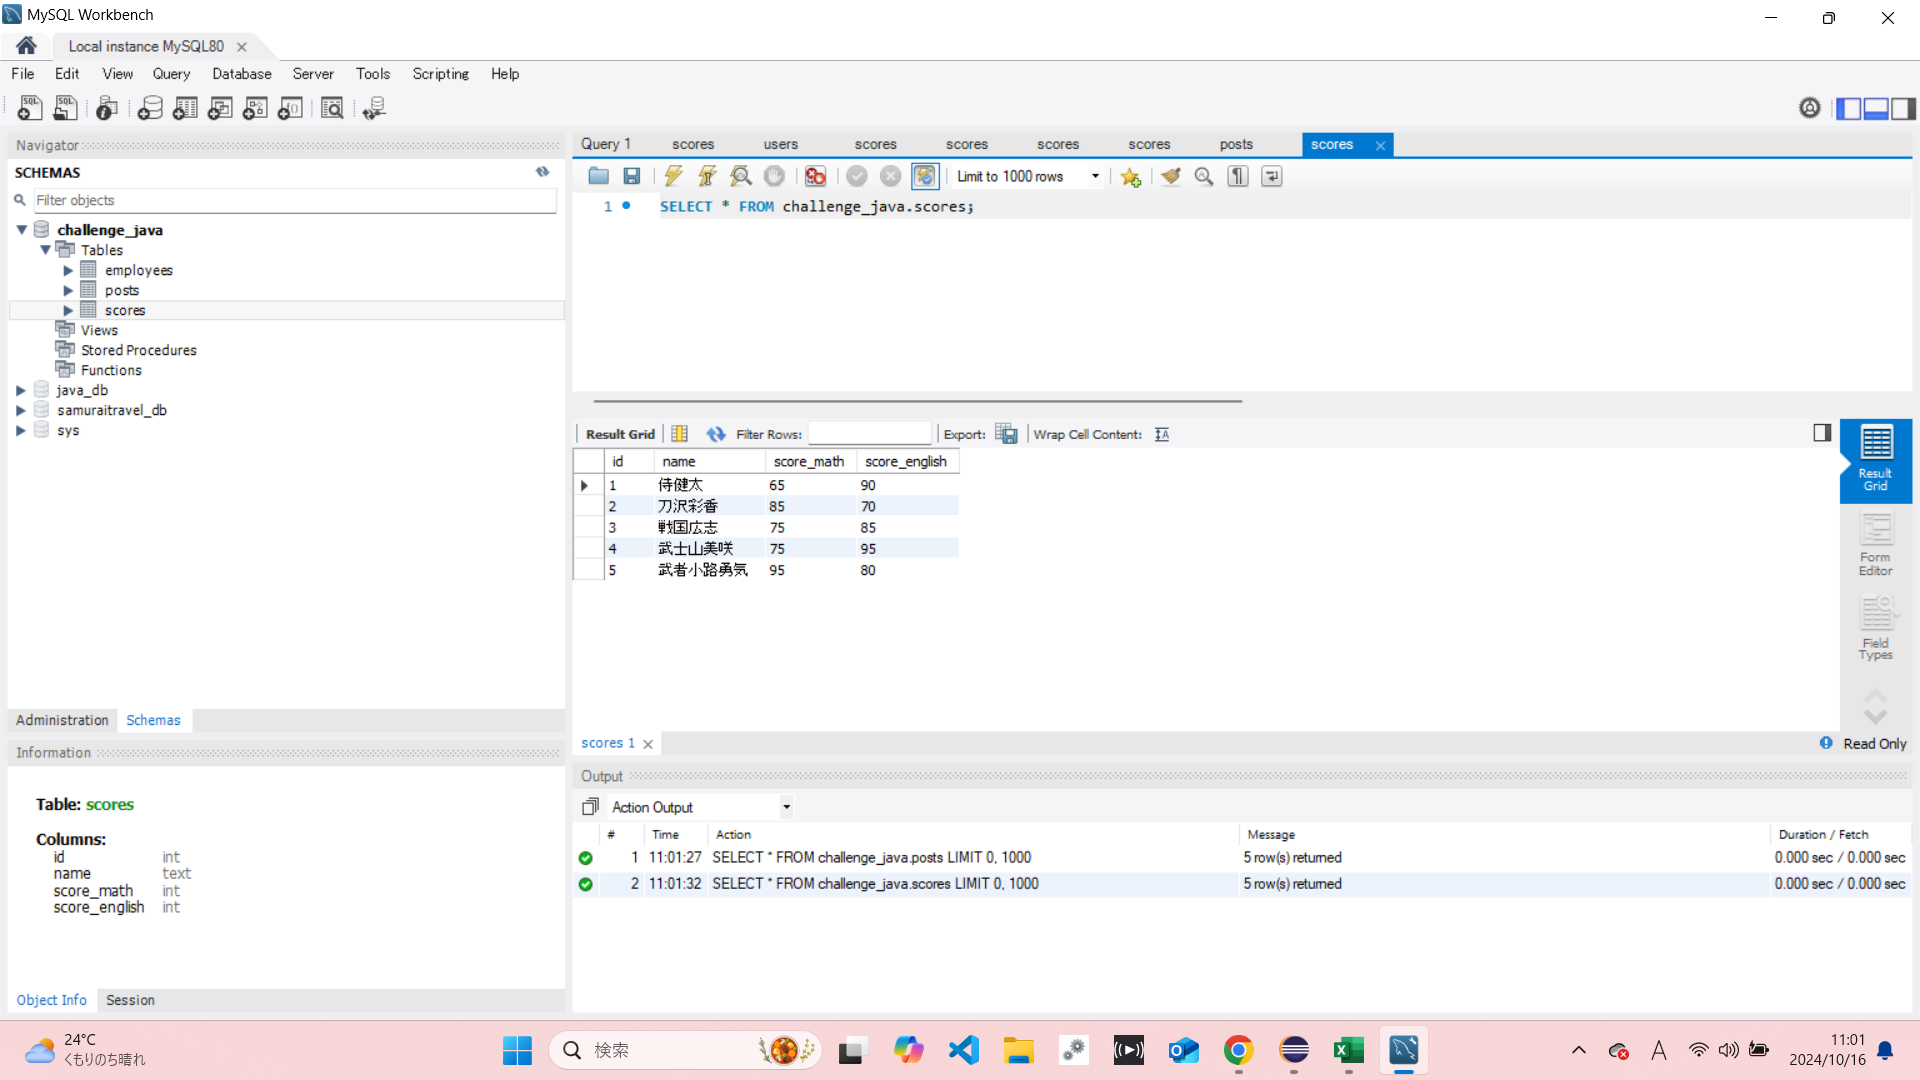 MySQL Workbench
Local instance MySQL80
File Edit View Query Database Server Tools Scripting Help
Navigator
SCHEMAS
Filter objects
challenge_java
Tables
employees
posts
scores
Views
Stored Procedures
Functions
java_db
samuraitravel_db
sys
Administration Schemas
Information
Table: scores
Columns:
id int
name text
score_math int
score_english int
Object Info Session
Query 1 scores users scores scores scores scores posts scores
Limit to 1000 rows
1 SELECT * FROM challenge_java.scores;
Result Grid Filter Rows: Export: Wrap Cell Content:
id name score_math score_english
1 侍健太 65 90
2 刀沢彩香 85 70
3 戦国広志 75 85
4 武士山美咲 75 95
5 武者小路勇気 95 80
Result
Grid
Form
Editor
Field
Types
scores 1
Read Only
Output
Action Output
# Time Action Message Duration / Fetch
1 11:01:27 SELECT * FROM challenge_java.posts LIMIT 0, 1000 5 row(s) returned 0.000 sec / 0.000 sec
2 11:01:32 SELECT * FROM challenge_java.scores LIMIT 0, 1000 5 row(s) returned 0.000 sec / 0.000 sec
24°C
くもりのち晴れ
検索
A
11:01
2024/10/16